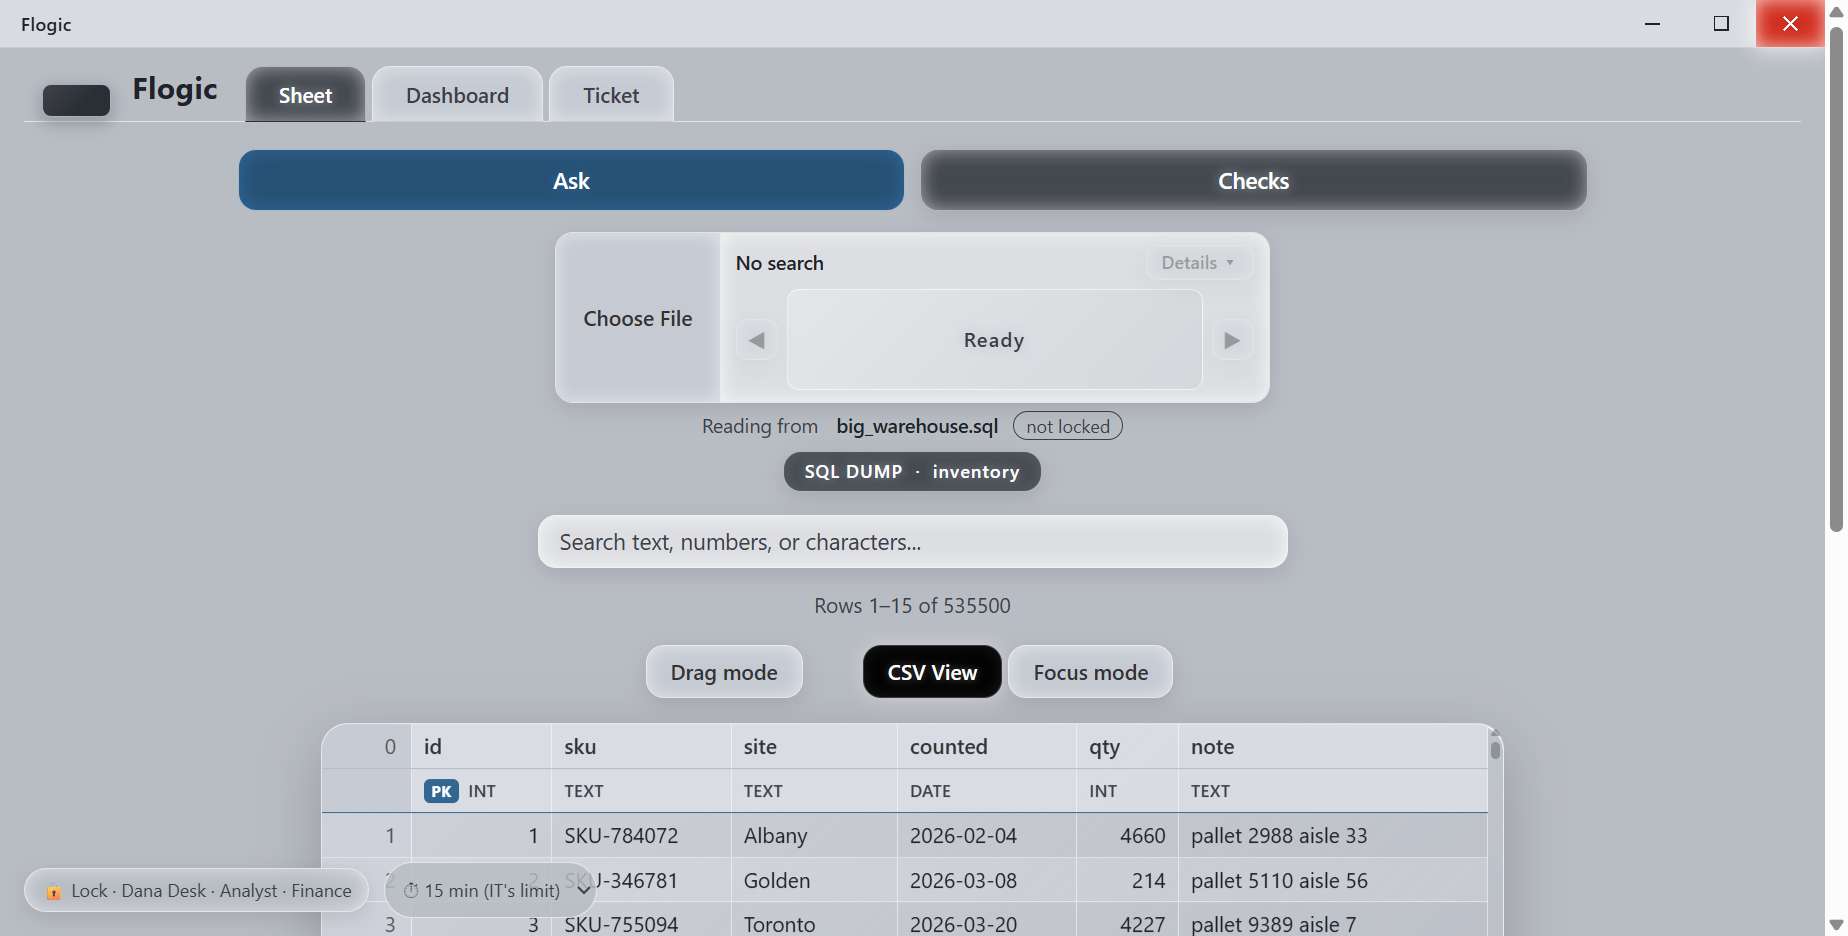 Flogic
Flogic
Sheet
Dashboard
Ticket
Ask
Checks
Choose File
No search
Details
Ready
Reading from big_warehouse.sql not locked
SQL DUMP · inventory
Search text, numbers, or characters...
Rows 1–15 of 535500
Drag mode
CSV View
Focus mode
0 id sku site counted qty note
PK INT TEXT TEXT DATE INT TEXT
1 1 SKU-784072 Albany 2026-02-04 4660 pallet 2988 aisle 33
2 2 SKU-346781 Golden 2026-03-08 214 pallet 5110 aisle 56
3 3 SKU-755094 Toronto 2026-03-20 4227 pallet 9389 aisle 7
Lock · Dana Desk · Analyst · Finance
15 min (IT's limit)